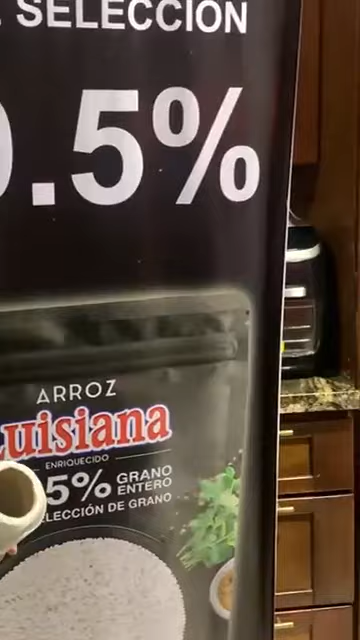 SELECCIÓN
.5%
ARROZ
uisiana
ENRIQUECIDO
5% GRANO
ENTERO
LECCIÓN DE GRANO